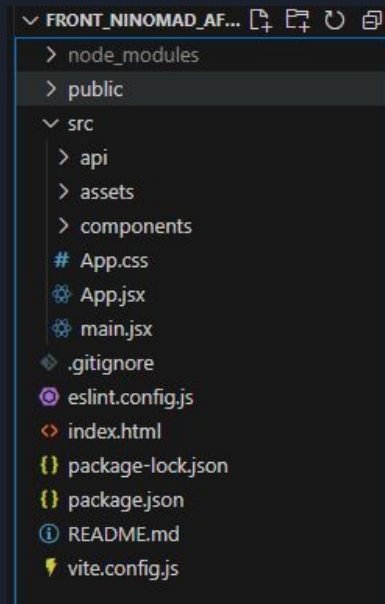 FRONT_NINOMAD_AF...
node_modules
public
src
api
assets
components
# App.css
App.jsx
main.jsx
.gitignore
eslint.config.js
<> index.html
{} package-lock.json
{} package.json
README.md
vite.config.js